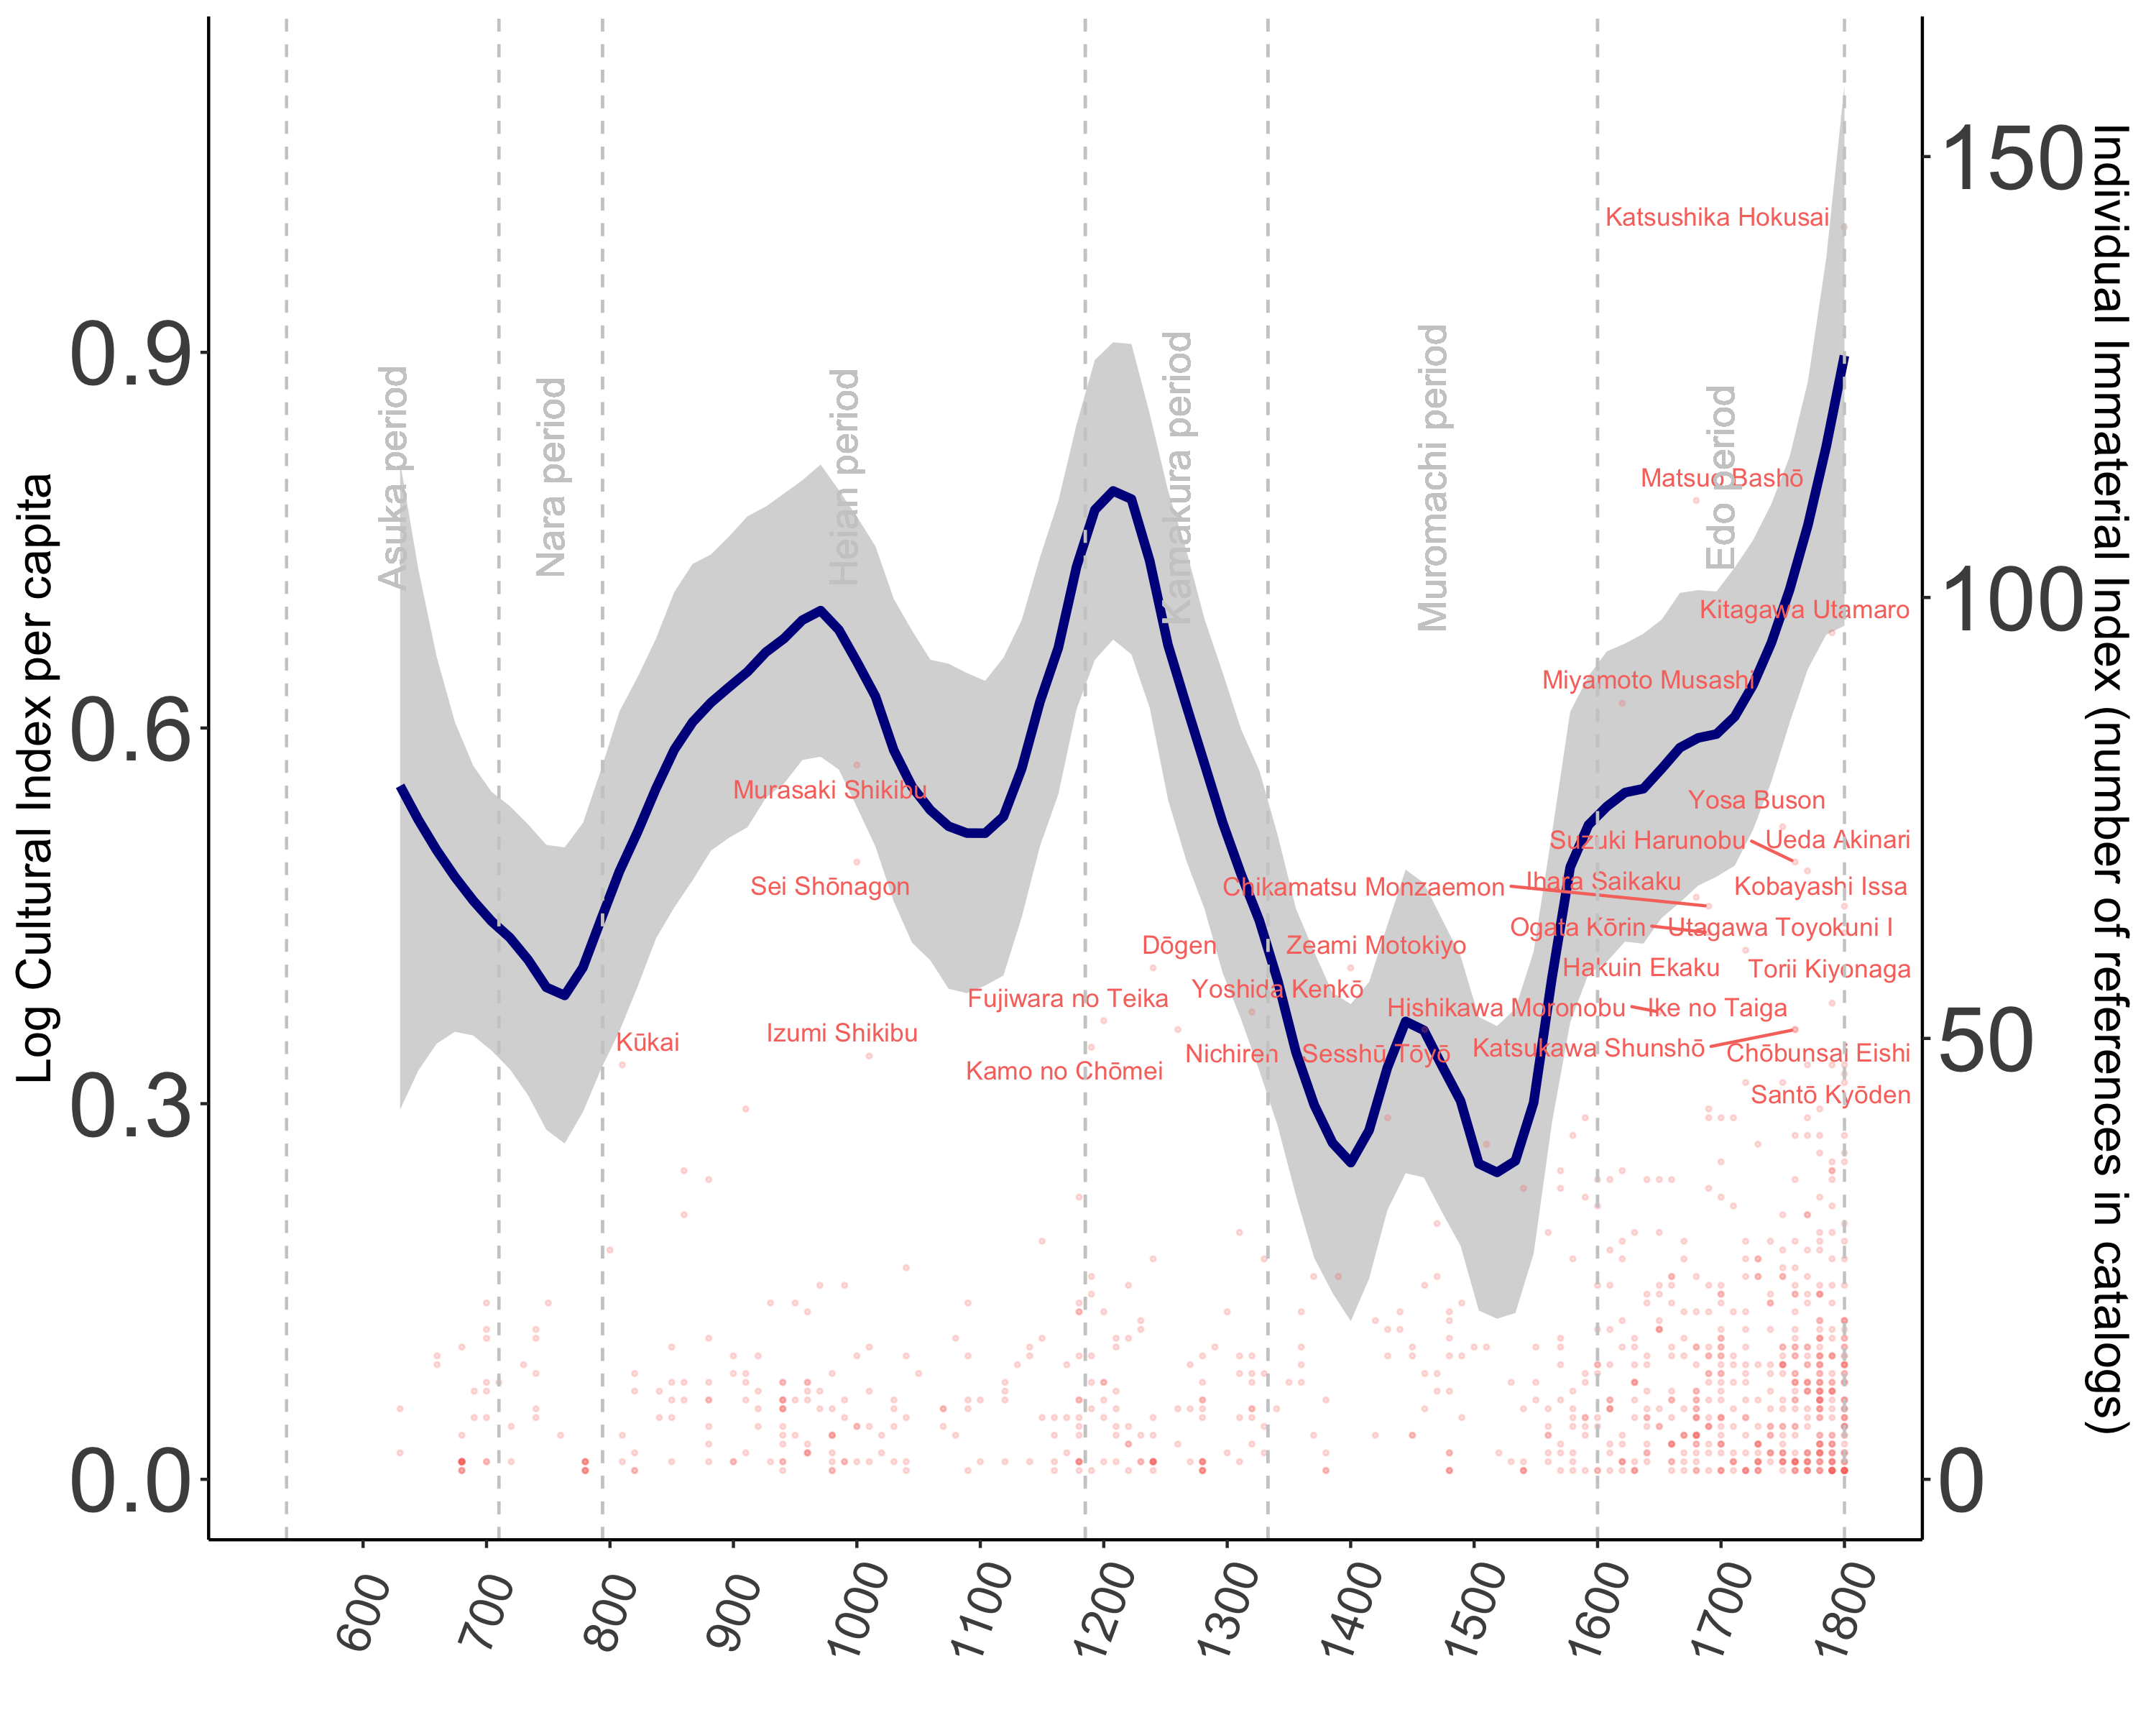 Log Cultural Index per capita
0.9
0.6
0.3
0.0
Individual Immaterial Index (number of references in catalogs)
150
100
50
0
600
700
800
900
1000
1100
1200
1300
1400
1500
1600
1700
1800
Asuka period
Nara period
Heian period
Kamakura period
Muromachi period
Edo period
Katsushika Hokusai
Matsuo Bashō
Kitagawa Utamaro
Miyamoto Musashi
Murasaki Shikibu
Yosa Buson
Suzuki Harunobu
Ueda Akinari
Sei Shōnagon
Chikamatsu Monzaemon
Ihara Saikaku
Kobayashi Issa
Ogata Kōrin
Utagawa Toyokuni I
Dōgen
Zeami Motokiyo
Hakuin Ekaku
Torii Kiyonaga
Fujiwara no Teika
Yoshida Kenkō
Hishikawa Moronobu
Ike no Taiga
Kūkai
Izumi Shikibu
Kamo no Chōmei
Nichiren
Sesshū Tōyō
Katsukawa Shunshō
Chōbunsai Eishi
Santō Kyōden